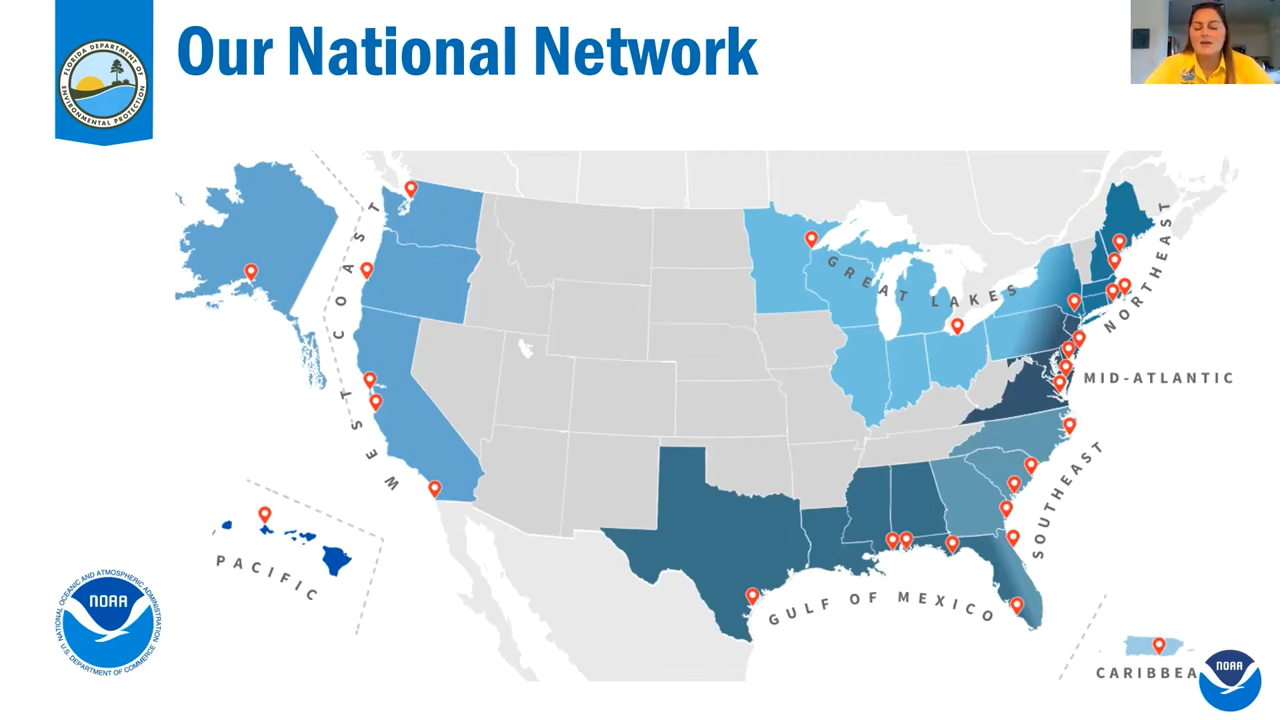 Our National Network
FLORIDA DEPARTMENT OF
ENVIRONMENTAL PROTECTION
WEST COAST
GREAT LAKES
NORTHEAST
MID-ATLANTIC
SOUTHEAST
GULF OF MEXICO
PACIFIC
CARIBBEA
NATIONAL OCEANIC AND ATMOSPHERIC ADMINISTRATION
NOAA
U.S. DEPARTMENT OF COMMERCE
NOAA